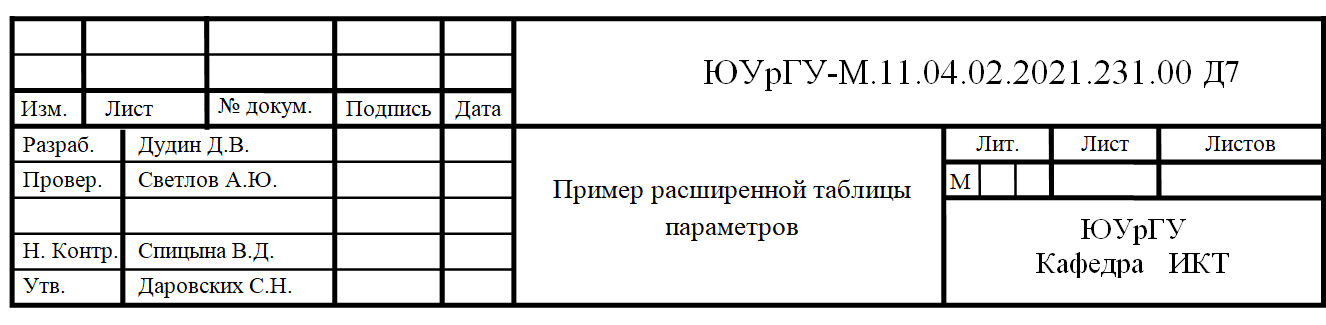 ЮУрГУ-М.11.04.02.2021.231.00 Д7
Изм. Лист № докум. Подпись Дата
Разраб. Дудин Д.В.
Провер. Светлов А.Ю.
Н. Контр. Спицына В.Д.
Утв. Даровских С.Н.
Пример расширенной таблицы
параметров
Лит. Лист Листов
М
ЮУрГУ
Кафедра ИКТ